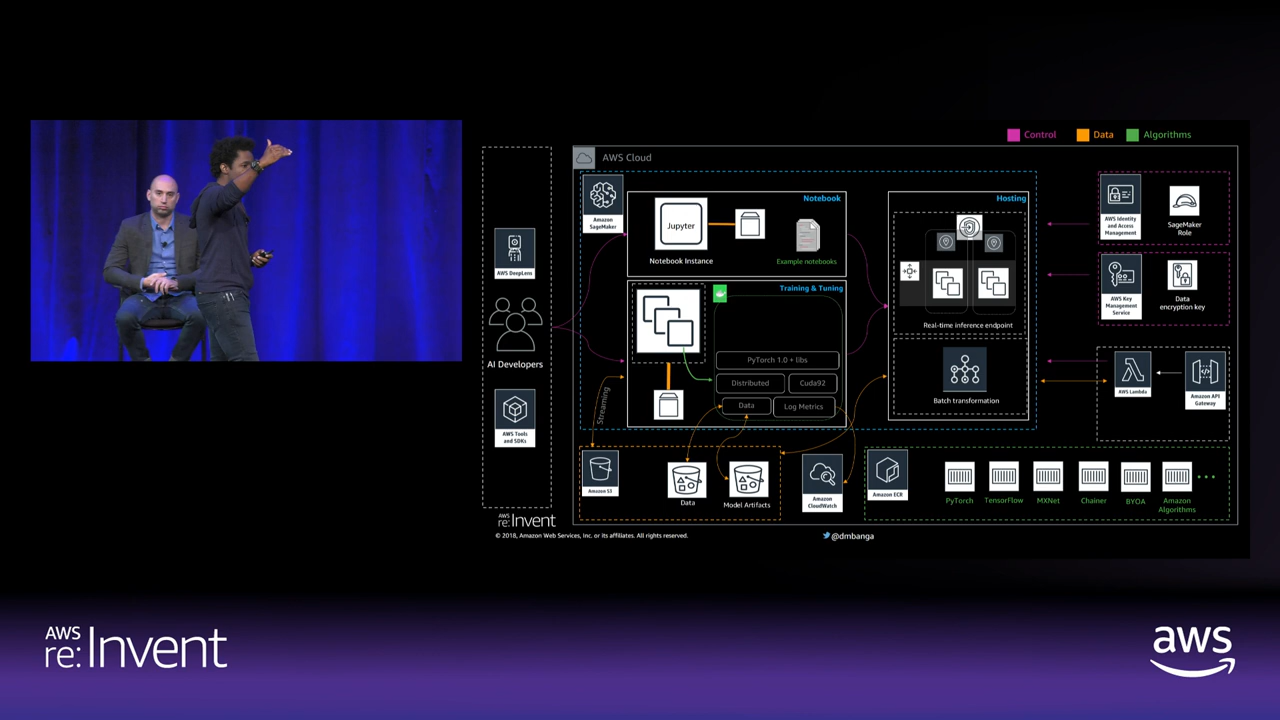 Control
Data
Algorithms
AWS Cloud
Amazon
SageMaker
Notebook
Jupyter
Notebook Instance
Example notebooks
Training & Tuning
PyTorch 1.0 + libs
Distributed
Cuda92
Data
Log Metrics
Hosting
Real-time inference endpoint
Batch transformation
AWS Identity
and Access
Management
SageMaker
Role
AWS Key
Management
Service
Data
encryption key
AWS Lambda
Amazon API
Gateway
AWS DeepLens
AI Developers
AWS Tools
and SDKs
Streaming
Amazon S3
Data
Model Artifacts
Amazon
CloudWatch
Amazon ECR
PyTorch
TensorFlow
MXNet
Chainer
BYOA
Amazon
Algorithms
AWS
re:Invent
© 2018, Amazon Web Services, Inc. or its affiliates. All rights reserved.
@dmbanga
AWS
re:Invent
aws